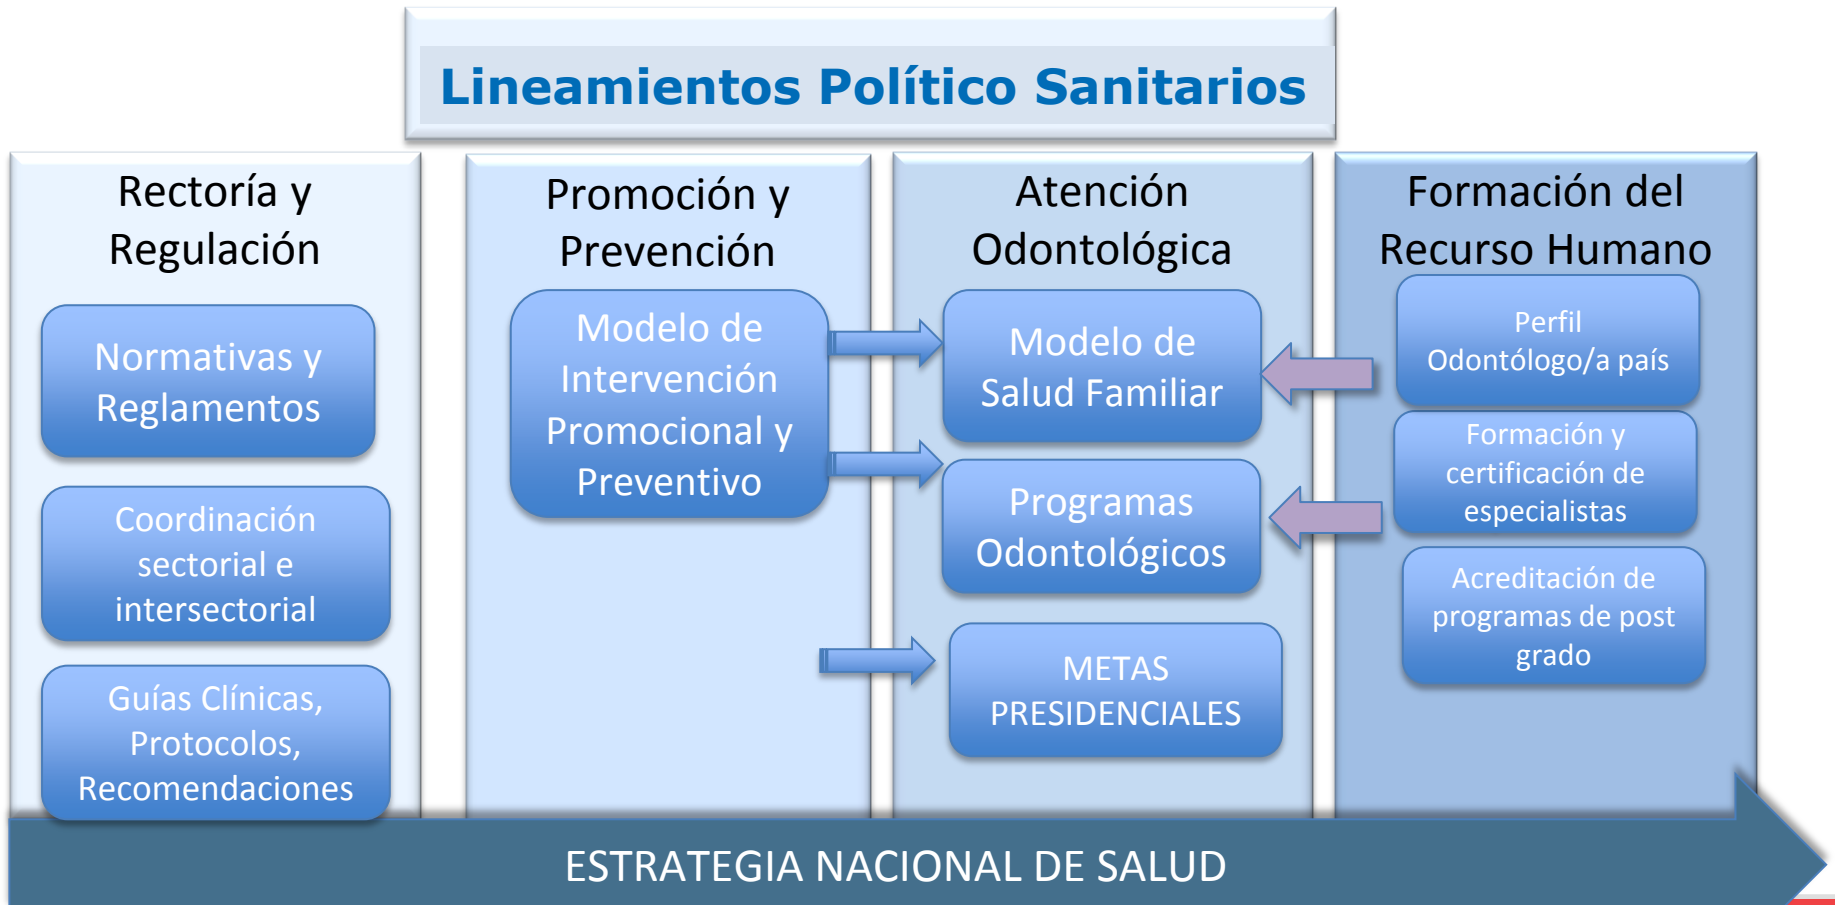 Lineamientos Político Sanitarios
Rectoría y
Regulación
Normativas y
Reglamentos
Coordinación
sectorial e
intersectorial
Guías Clínicas,
Protocolos,
Recomendaciones
Promoción y
Prevención
Modelo de
Intervención
Promocional y
Preventivo
Atención
Odontológica
Modelo de
Salud Familiar
Programas
Odontológicos
METAS
PRESIDENCIALES
Formación del
Recurso Humano
Perfil
Odontólogo/a país
Formación y
certificación de
especialistas
Acreditación de
programas de post
grado
ESTRATEGIA NACIONAL DE SALUD